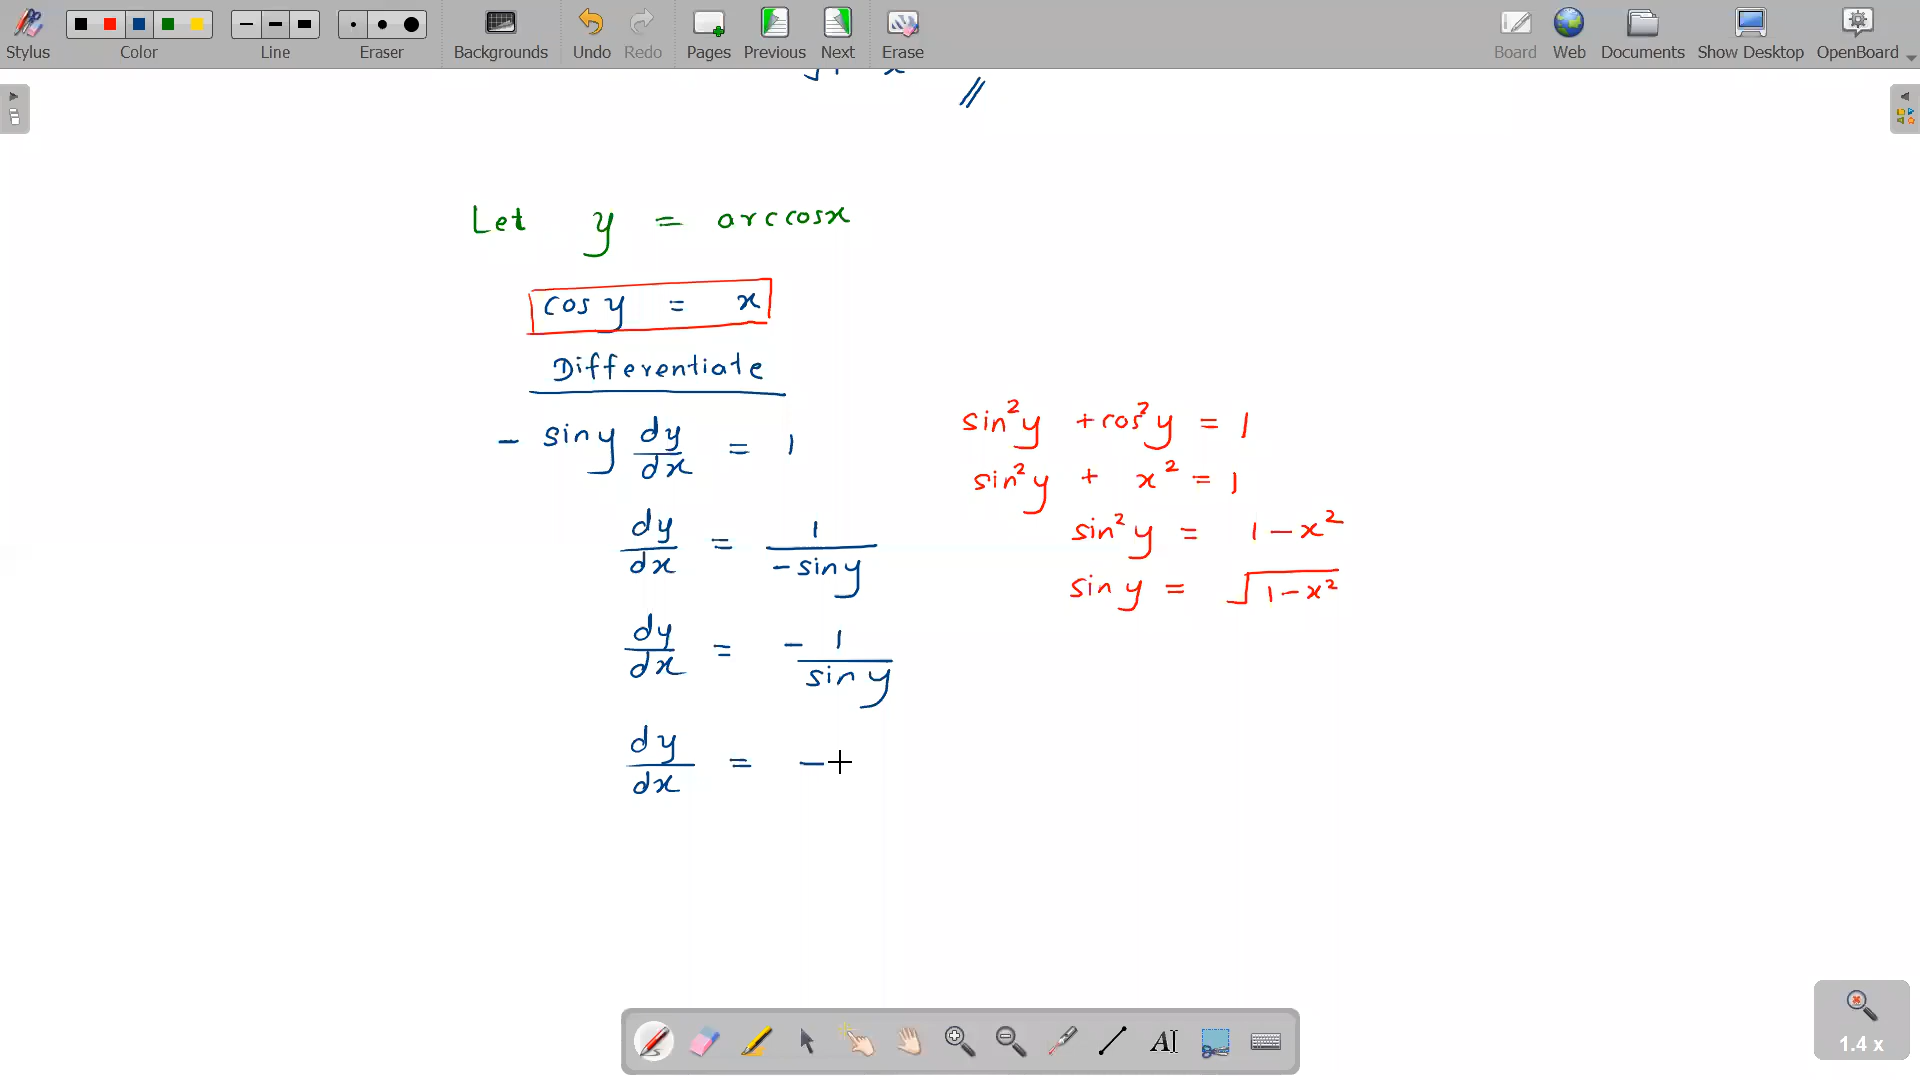 Stylus Color Line Eraser Backgrounds Undo Redo Pages Previous Next Erase Board Web Documents Show Desktop OpenBoard
Let y = arccosx
cos y = x
Differentiate
- siny dy/dx = 1
dy/dx = 1/-siny
dy/dx = - 1/sin y
dy/dx = -
sin²y + cos²y = 1
sin²y + x² = 1
sin²y = 1 - x²
sin y = √1 - x²
AI
1.4 x